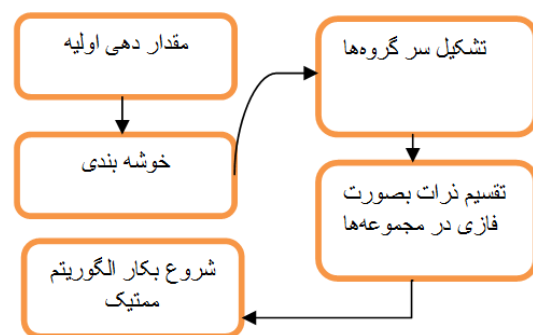 مقدار دهی اولیه
خوشه بندی
تشکیل سر گروه‌ها
تقسیم ذرات بصورت
فازی در مجموعه‌ها
شروع بکار الگوریتم
ممتیک